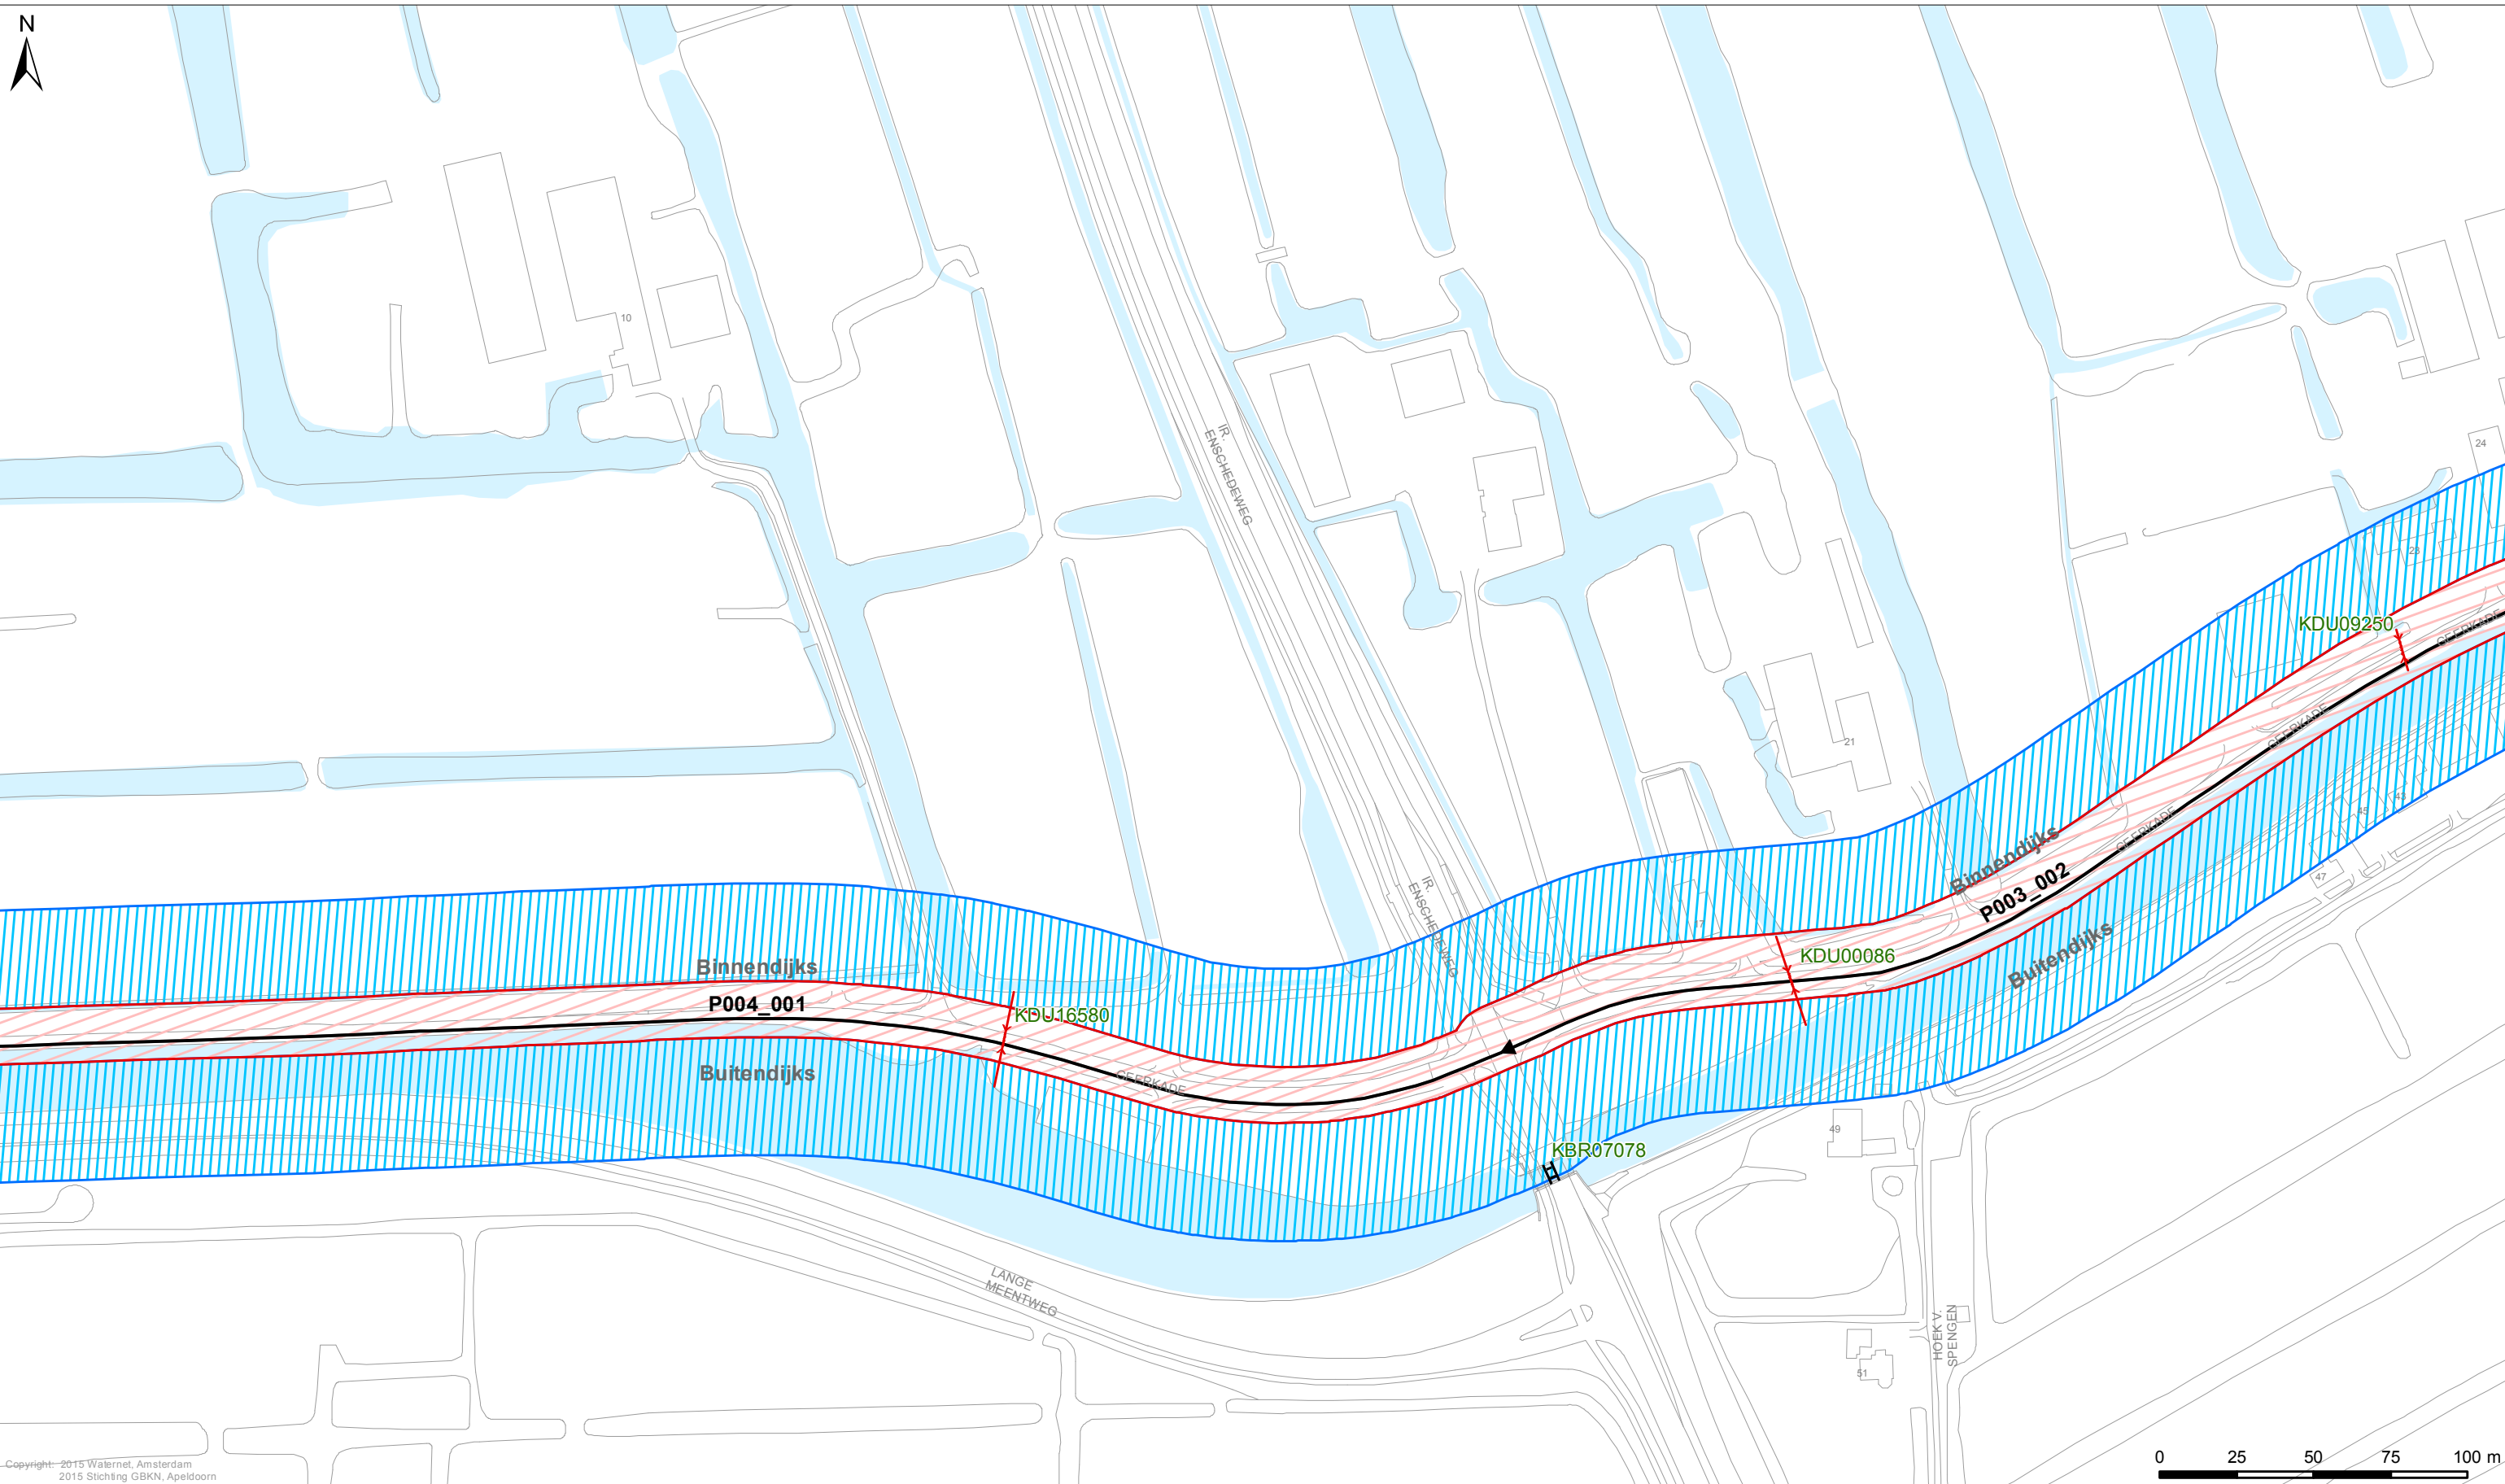 N
10
IR.
ENSCHEDEWEG
24
23
KDU09250
GEERKADE
GEERKADE
21
43
45
GEERKADE
47
Binnendijks
P003_002
Buitendijks
IR.
ENSCHEDEWEG
17
KDU00086
Binnendijks
P004_001
KDU16580
Buitendijks
GEERKADE
49
KBR07078
H
LANGE
MEENTWEG
HOEK V.
SPENGEN
51
0 25 50 75 100 m
Copyright: 2015 Waternet, Amsterdam
2015 Stichting GBKN, Apeldoorn